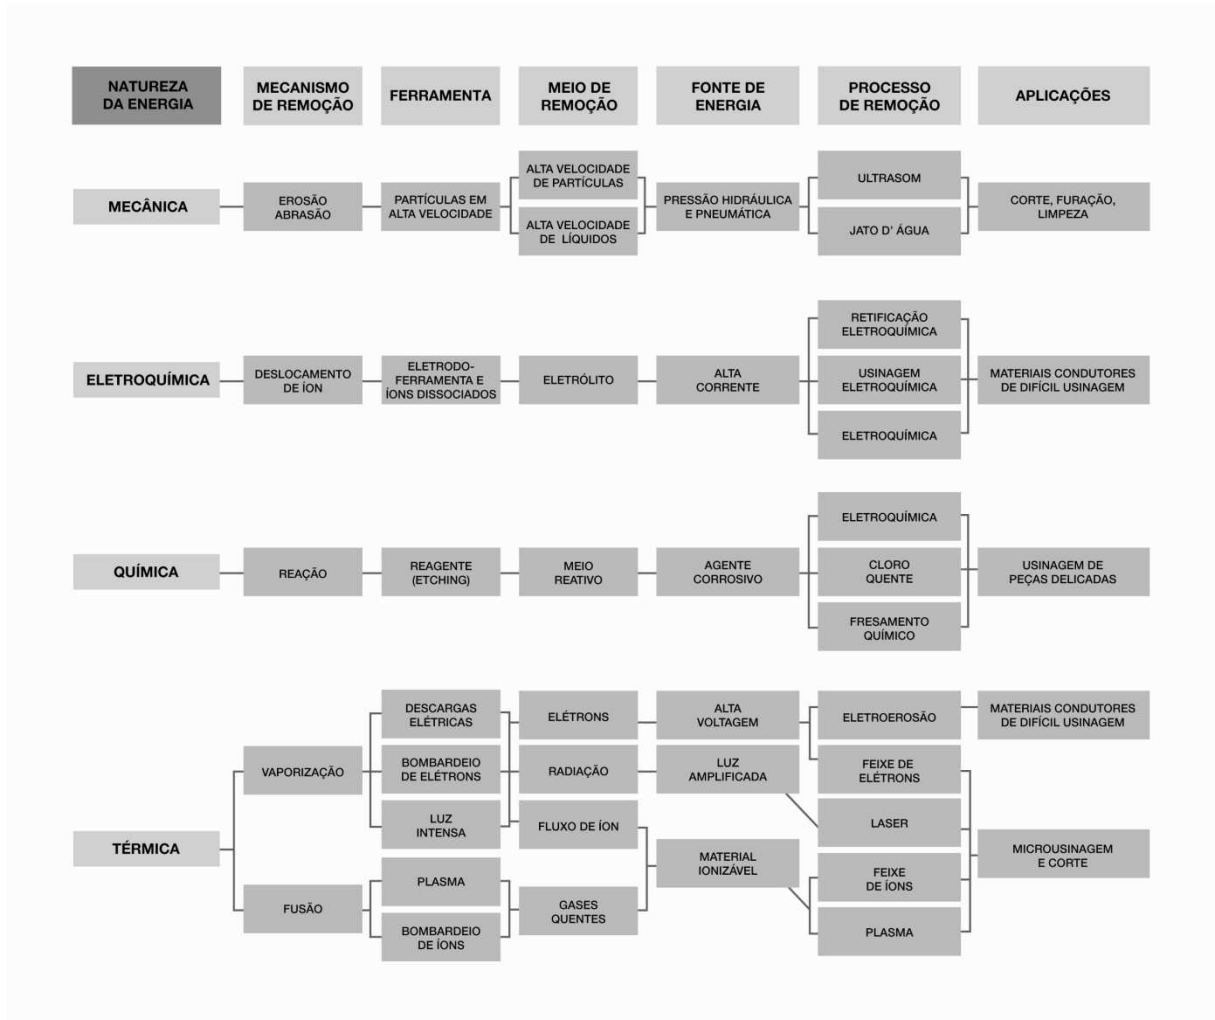 NATUREZA
DA ENERGIA
MECANISMO
DE REMOÇÃO
FERRAMENTA
MEIO DE
REMOÇÃO
FONTE DE
ENERGIA
PROCESSO
DE REMOÇÃO
APLICAÇÕES
MECÂNICA
EROSÃO
ABRASÃO
PARTÍCULAS EM
ALTA VELOCIDADE
ALTA VELOCIDADE
DE PARTÍCULAS
ALTA VELOCIDADE
DE LÍQUIDOS
PRESSÃO HIDRÁULICA
E PNEUMÁTICA
ULTRASOM
JATO D' ÁGUA
CORTE, FURAÇÃO,
LIMPEZA
ELETROQUÍMICA
DESLOCAMENTO
DE ÍON
ELETRODO-
FERRAMENTA E
ÍONS DISSOCIADOS
ELETRÓLITO
ALTA
CORRENTE
RETIFICAÇÃO
ELETROQUÍMICA
USINAGEM
ELETROQUÍMICA
ELETROQUÍMICA
MATERIAIS CONDUTORES
DE DIFÍCIL USINAGEM
QUÍMICA
REAÇÃO
REAGENTE
(ETCHING)
MEIO
REATIVO
AGENTE
CORROSIVO
ELETROQUÍMICA
CLORO
QUENTE
FRESAMENTO
QUÍMICO
USINAGEM DE
PEÇAS DELICADAS
TÉRMICA
VAPORIZAÇÃO
FUSÃO
DESCARGAS
ELÉTRICAS
BOMBARDEIO
DE ELÉTRONS
LUZ
INTENSA
PLASMA
BOMBARDEIO
DE ÍONS
ELÉTRONS
RADIAÇÃO
FLUXO DE ÍON
GASES
QUENTES
ALTA
VOLTAGEM
LUZ
AMPLIFICADA
MATERIAL
IONIZÁVEL
ELETROEROSÃO
FEIXE DE
ELÉTRONS
LASER
FEIXE
DE ÍONS
PLASMA
MATERIAIS CONDUTORES
DE DIFÍCIL USINAGEM
MICROUSINAGEM
E CORTE